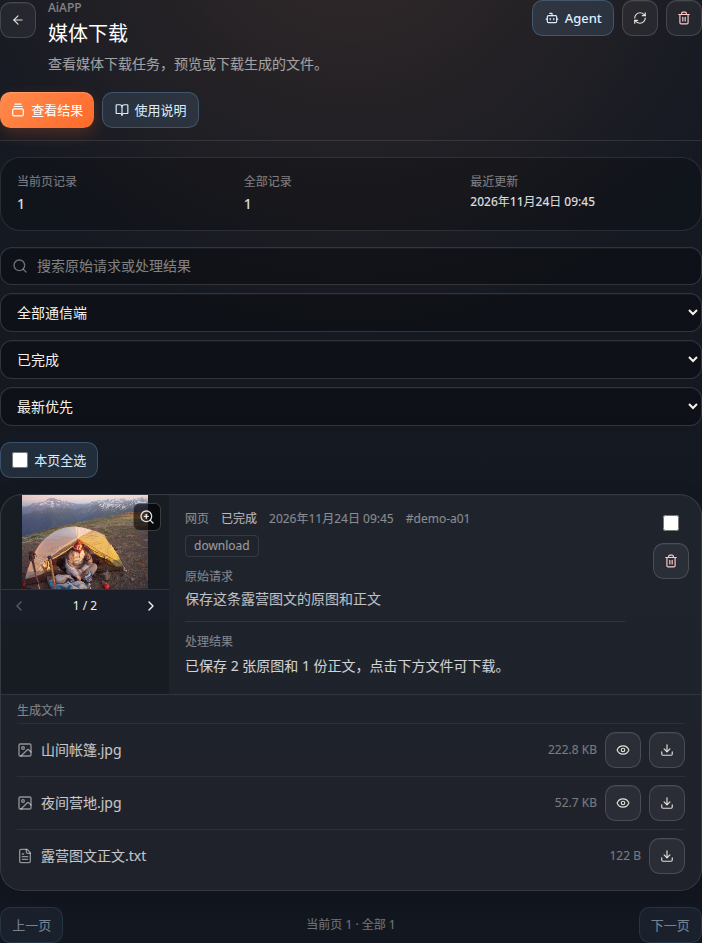 AiAPP
媒体下载
查看媒体下载任务，预览或下载生成的文件。
Agent
查看结果
使用说明
当前页记录
1
全部记录
1
最近更新
2026年11月24日 09:45
搜索原始请求或处理结果
全部通信端
已完成
最新优先
本页全选
网页 已完成 2026年11月24日 09:45 #demo-a01
download
原始请求
保存这条露营图文的原图和正文
处理结果
已保存 2 张原图和 1 份正文，点击下方文件可下载。
1 / 2
生成文件
山间帐篷.jpg 222.8 KB
夜间营地.jpg 52.7 KB
露营图文正文.txt 122 B
上一页 当前页 1 · 全部 1 下一页